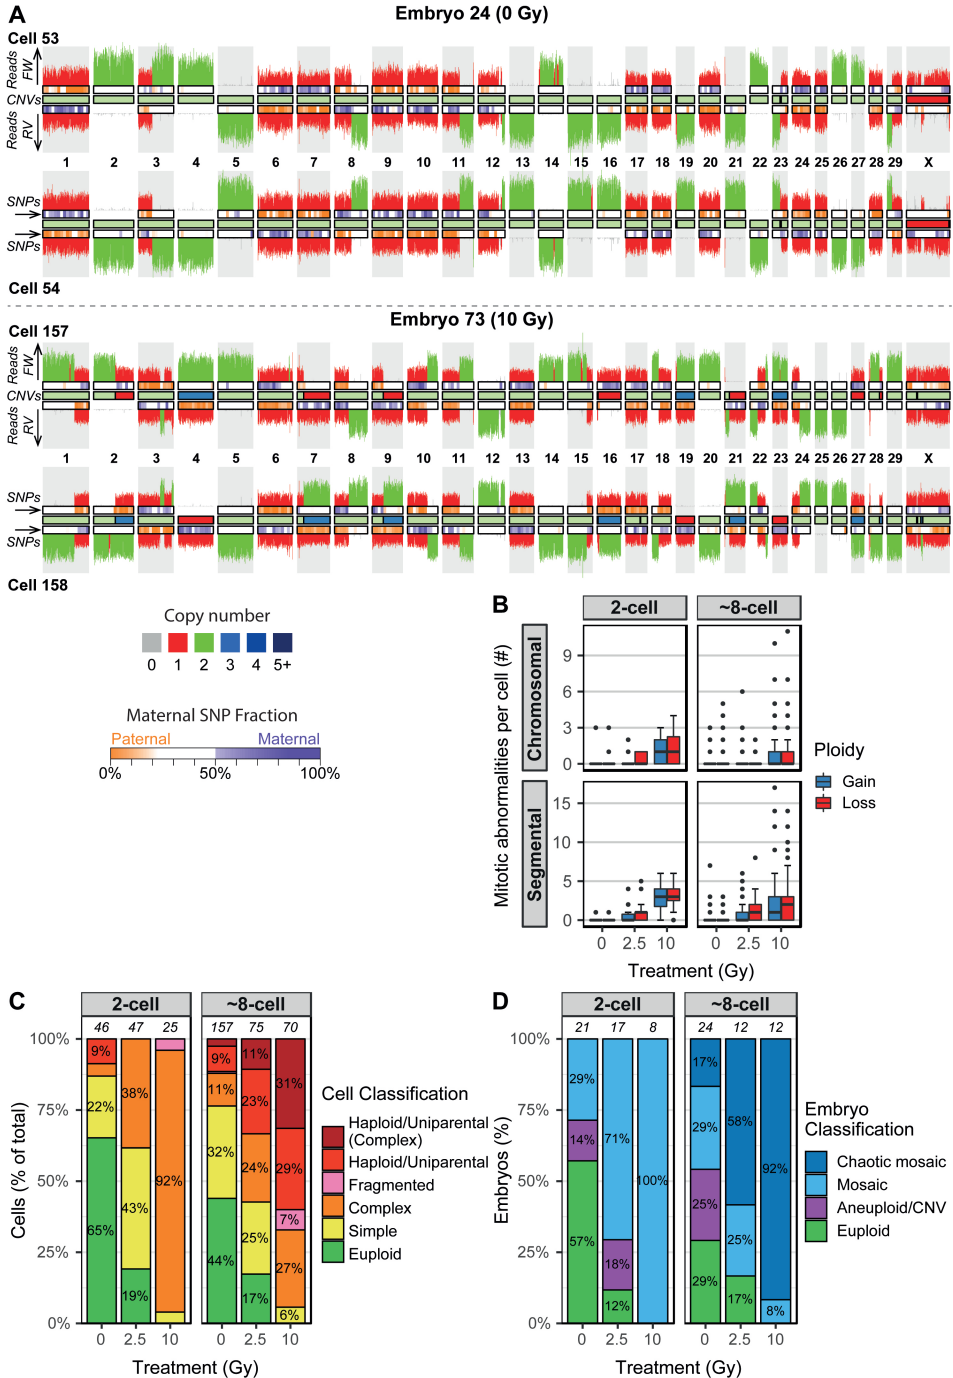 A
Embryo 24 (0 Gy)
Cell 53
Reads FW
CNVs
Reads RV
1 2 3 4 5 6 7 8 9 10 11 12 13 14 15 16 17 18 19 20 21 22 23 24 25 26 27 28 29 X
SNPs
SNPs
Cell 54
Embryo 73 (10 Gy)
Cell 157
Reads FW
CNVs
Reads RV
1 2 3 4 5 6 7 8 9 10 11 12 13 14 15 16 17 18 19 20 21 22 23 24 25 26 27 28 29 X
SNPs
SNPs
Cell 158
Copy number
0 1 2 3 4 5+
Maternal SNP Fraction
Paternal Maternal
0% 50% 100%
B
2-cell ~8-cell
Mitotic abnormalities per cell (#)
Chromosomal
9
6
3
0
Segmental
15
10
5
0
0 2.5 10 0 2.5 10
Treatment (Gy)
Ploidy
Gain
Loss
C
2-cell ~8-cell
46 47 25 157 75 70
Cells (% of total)
100%
75%
50%
25%
0%
9%
22%
65%
38%
43%
19%
92%
9%
11%
32%
44%
11%
23%
24%
25%
17%
31%
29%
7%
27%
6%
0 2.5 10 0 2.5 10
Treatment (Gy)
Cell Classification
Haploid/Uniparental
(Complex)
Haploid/Uniparental
Fragmented
Complex
Simple
Euploid
D
2-cell ~8-cell
21 17 8 24 12 12
Embryos (%)
100%
75%
50%
25%
0%
29%
14%
57%
71%
18%
12%
100%
17%
29%
25%
29%
58%
25%
17%
92%
8%
0 2.5 10 0 2.5 10
Treatment (Gy)
Embryo
Classification
Chaotic mosaic
Mosaic
Aneuploid/CNV
Euploid